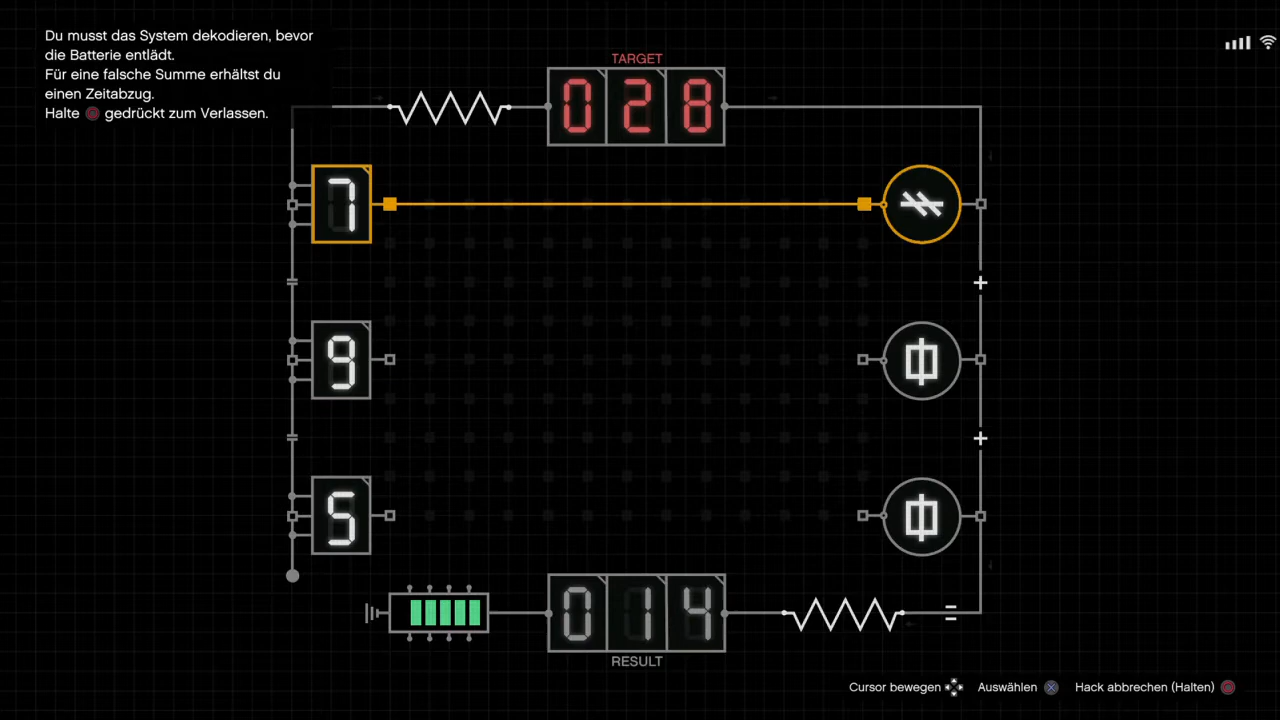 Du musst das System dekodieren, bevor
die Batterie entlädt.
Für eine falsche Summe erhältst du
einen Zeitabzug.
Halte gedrückt zum Verlassen.
TARGET
028
7
+
9
+
5
014
=
RESULT
Cursor bewegen Auswählen Hack abbrechen (Halten)